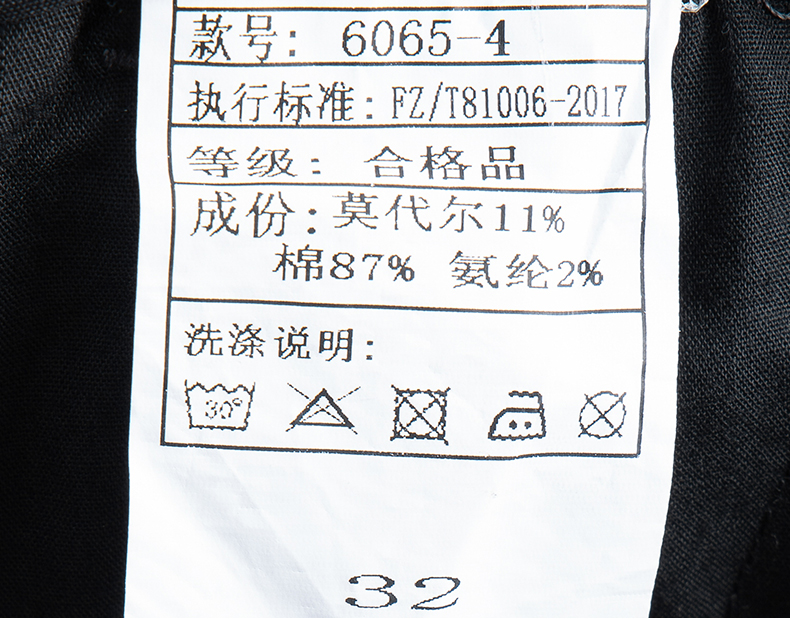 款号: 6065-4
执行标准: FZ/T81006-2017
等级: 合格品
成份: 莫代尔11%
棉87% 氨纶2%
洗涤说明:
30°
32